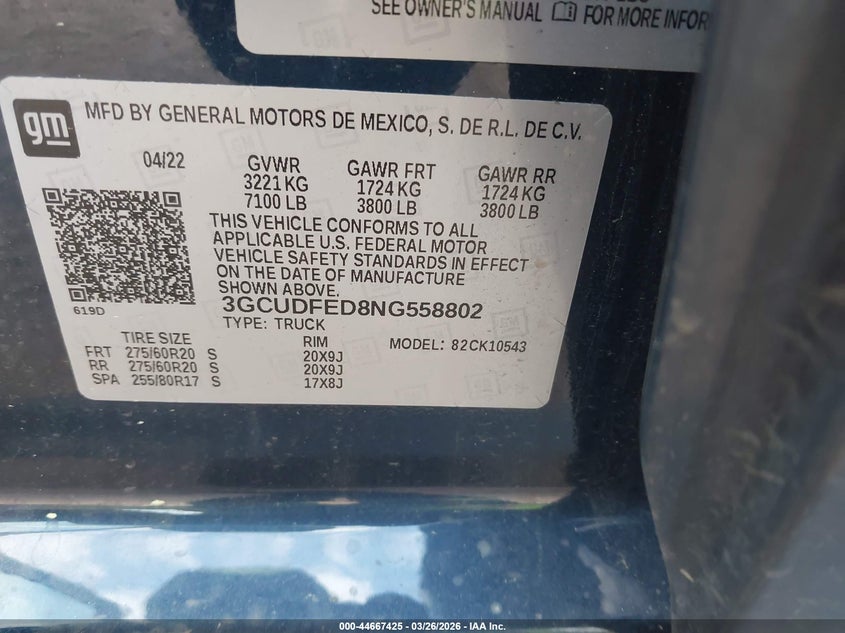 SEE OWNER'S MANUAL FOR MORE INFOR
gm
MFD BY GENERAL MOTORS DE MEXICO, S. DE R.L. DE C.V.
04/22 GVWR GAWR FRT GAWR RR
3221 KG 1724 KG 1724 KG
7100 LB 3800 LB 3800 LB
THIS VEHICLE CONFORMS TO ALL
APPLICABLE U.S. FEDERAL MOTOR
VEHICLE SAFETY STANDARDS IN EFFECT
ON THE DATE OF MANUFACTURE
SHOWN ABOVE.
619D
3GCUDFED8NG558802
TYPE: TRUCK
TIRE SIZE RIM MODEL: 82CK10543
FRT 275/60R20 S 20X9J
RR 275/60R20 S 20X9J
SPA 255/80R17 S 17X8J
000-44667425 - 03/26/2026 - IAA Inc.